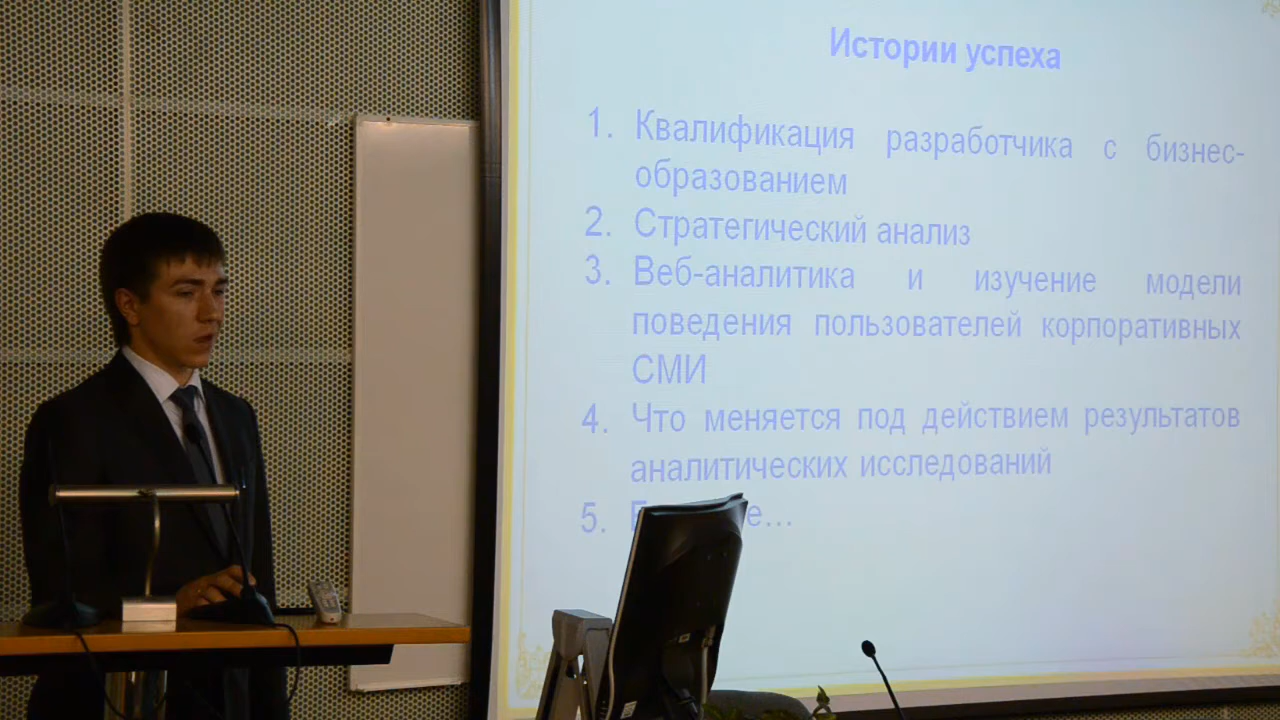 Истории успеха
1. Квалификация разработчика с бизнес-
образованием
2. Стратегический анализ
3. Веб-аналитика и изучение модели
поведения пользователей корпоративных
СМИ
4. Что меняется под действием результатов
аналитических исследований
5.